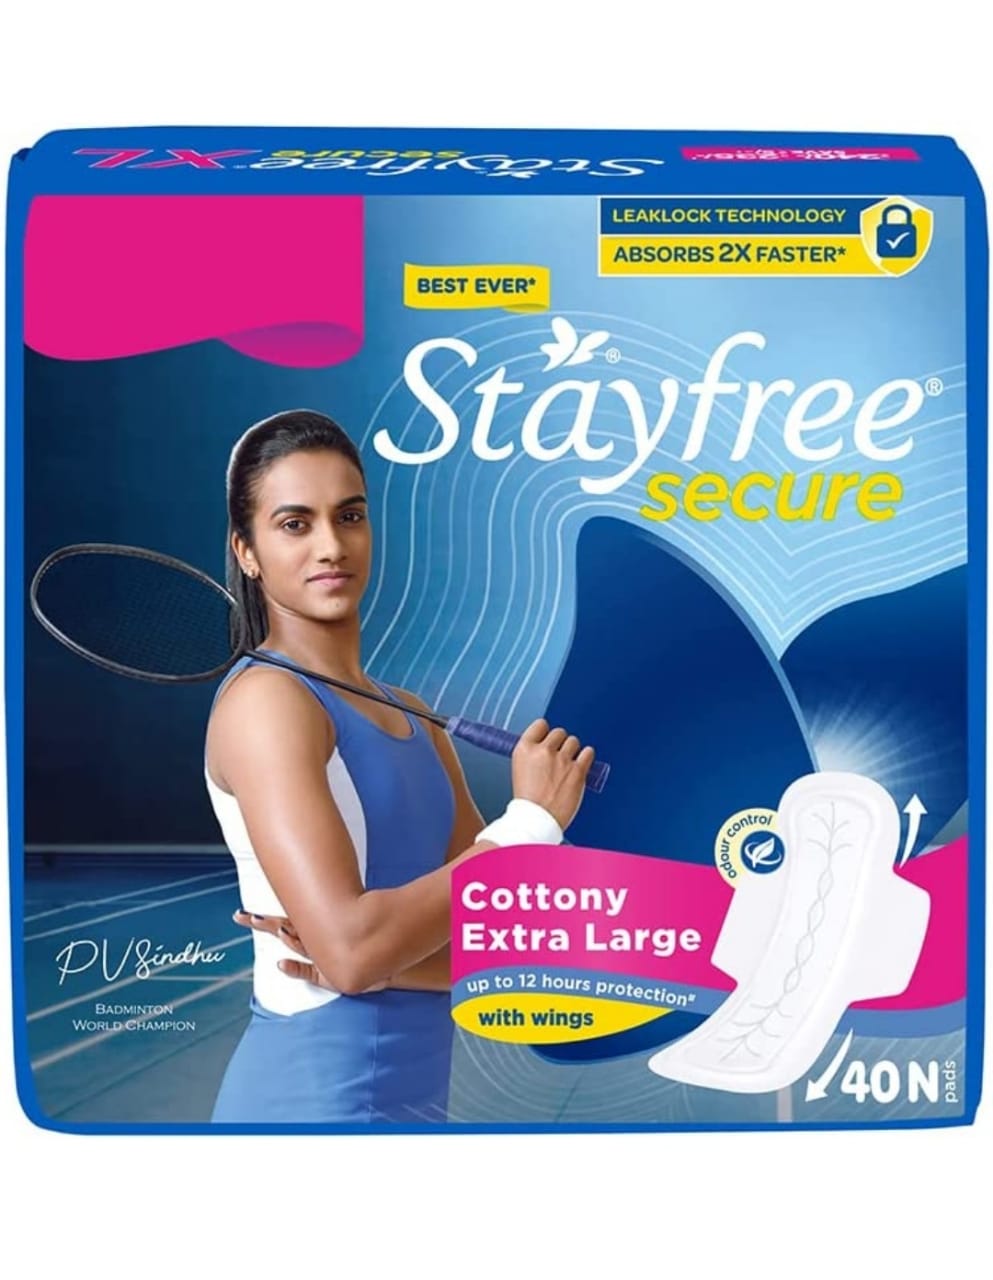 Stayfree® secure XL
LEAKLOCK TECHNOLOGY
ABSORBS 2X FASTER*
BEST EVER*
Stayfree®
secure
odour control
Cottony
Extra Large
up to 12 hours protection#
with wings
PV Sindhu
BADMINTON
WORLD CHAMPION
40N pads